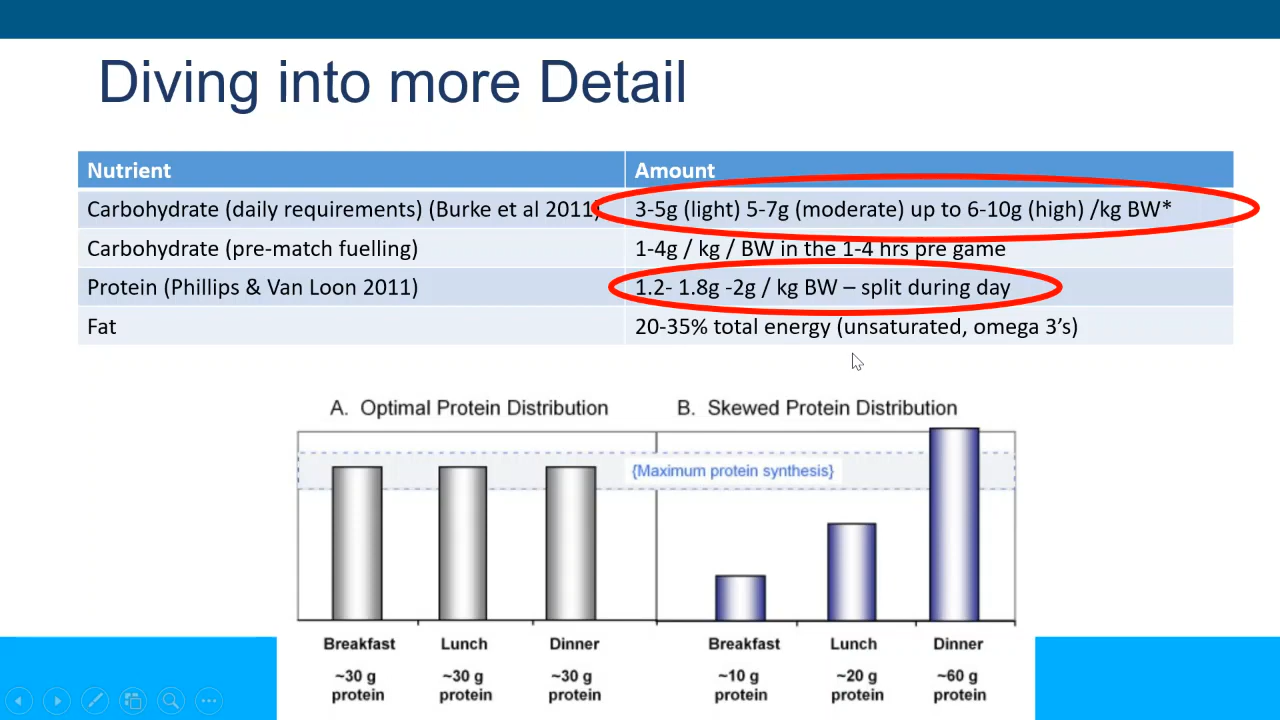 Diving into more Detail
Nutrient Amount
Carbohydrate (daily requirements) (Burke et al 2011) 3-5g (light) 5-7g (moderate) up to 6-10g (high) /kg BW*
Carbohydrate (pre-match fuelling) 1-4g / kg / BW in the 1-4 hrs pre game
Protein (Phillips & Van Loon 2011) 1.2- 1.8g -2g / kg BW – split during day
Fat 20-35% total energy (unsaturated, omega 3’s)
A. Optimal Protein Distribution B. Skewed Protein Distribution
{Maximum protein synthesis}
Breakfast Lunch Dinner Breakfast Lunch Dinner
~30 g ~30 g ~30 g ~10 g ~20 g ~60 g
protein protein protein protein protein protein